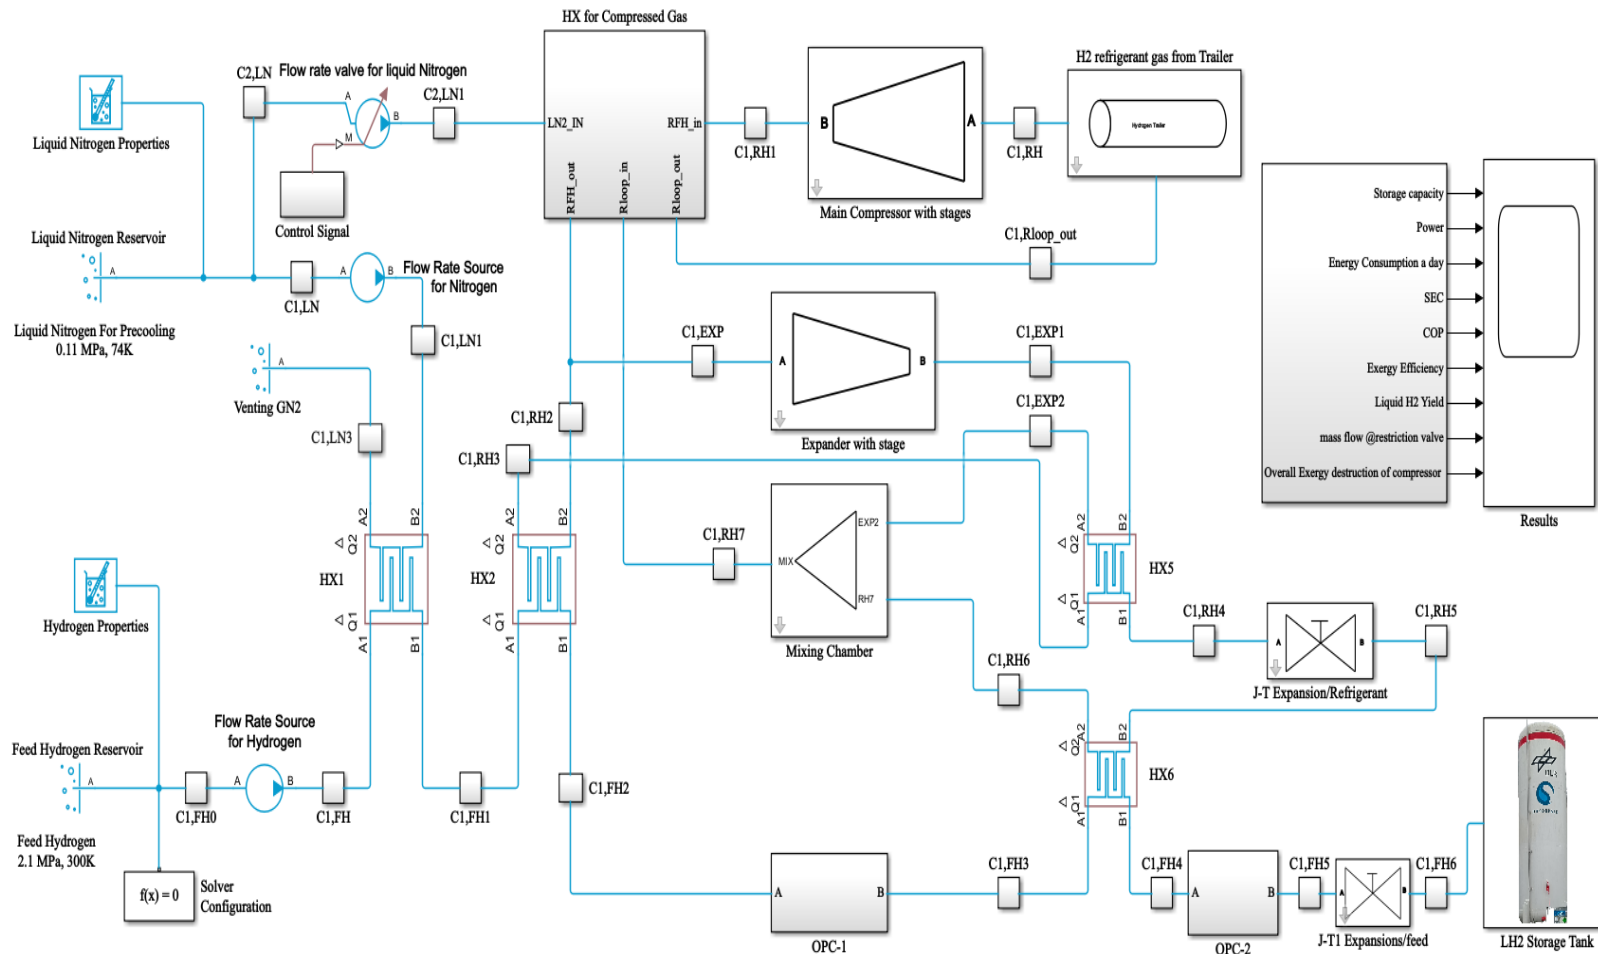 HX for Compressed Gas
H2 refrigerant gas from Trailer
C2,LN
Flow rate valve for liquid Nitrogen
A
B
M
C2,LN1
LN2_IN
RFH_in
RFH_out
Rloop_in
Rloop_out
C1,RH1
B
A
Main Compressor with stages
C1,RH
Hydrogen Trailer
Liquid Nitrogen Properties
Control Signal
Storage capacity
Power
Energy Consumption a day
SEC
COP
Exergy Efficiency
Liquid H2 Yield
mass flow @restriction valve
Overall Exergy destruction of compressor
Results
Liquid Nitrogen Reservoir
A
Liquid Nitrogen For Precooling
0.11 MPa, 74K
C1,LN
A
B
Flow Rate Source
for Nitrogen
C1,Rloop_out
C1,LN1
A
Venting GN2
C1,EXP
A
B
Expander with stage
C1,EXP1
C1,EXP2
C1,LN3
C1,RH2
C1,RH3
A2
B2
Q2
HX1
Q1
A1
B1
A2
B2
Q2
HX2
Q1
A1
B1
C1,RH7
EXP2
MIX
RH7
Mixing Chamber
A2
B2
Q2
HX5
Q1
A1
B1
C1,RH4
A
B
J-T Expansion/Refrigerant
C1,RH5
Hydrogen Properties
C1,RH6
A2
B2
Q2
HX6
Q1
A1
B1
Feed Hydrogen Reservoir
A
Feed Hydrogen
2.1 MPa, 300K
Flow Rate Source
for Hydrogen
C1,FH0
A
B
C1,FH
C1,FH1
C1,FH2
f(x) = 0
Solver
Configuration
A
B
OPC-1
C1,FH3
C1,FH4
A
B
OPC-2
C1,FH5
A
B
J-T1 Expansions/feed
C1,FH6
LH2 Storage Tank